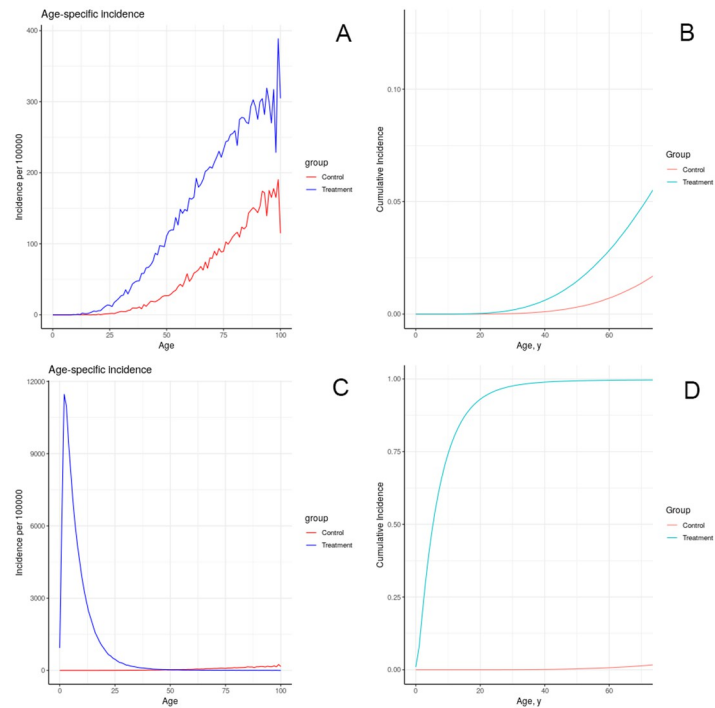 Age-specific incidence
A
400
300
200
100
0
0
25
50
75
100
Incidence per 100000
Age
group
Control
Treatment
B
0.10
0.05
0.00
0
20
40
60
Cumulative Incidence
Age, y
Group
Control
Treatment
Age-specific incidence
C
12000
9000
6000
3000
0
0
25
50
75
100
Incidence per 100000
Age
group
Control
Treatment
D
1.00
0.75
0.50
0.25
0.00
0
20
40
60
Cumulative Incidence
Age, y
Group
Control
Treatment